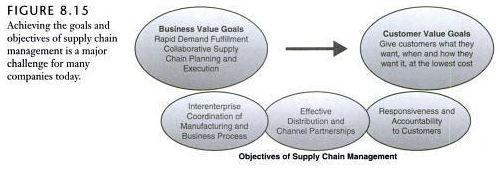 FIGURE 8.15
Achieving the goals and
objectives of supply chain
management is a major
challenge for many
companies today.
Business Value Goals
Rapid Demand Fulfillment
Collaborative Supply
Chain Planning and
Execution
Customer Value Goals
Give customers what they
want, when and how they
want it, at the lowest cost
Interenterprise
Coordination of
Manufacturing and
Business Process
Effective
Distribution and
Channel Partnerships
Responsiveness and
Accountability
to Customers
Objectives of Supply Chain Management